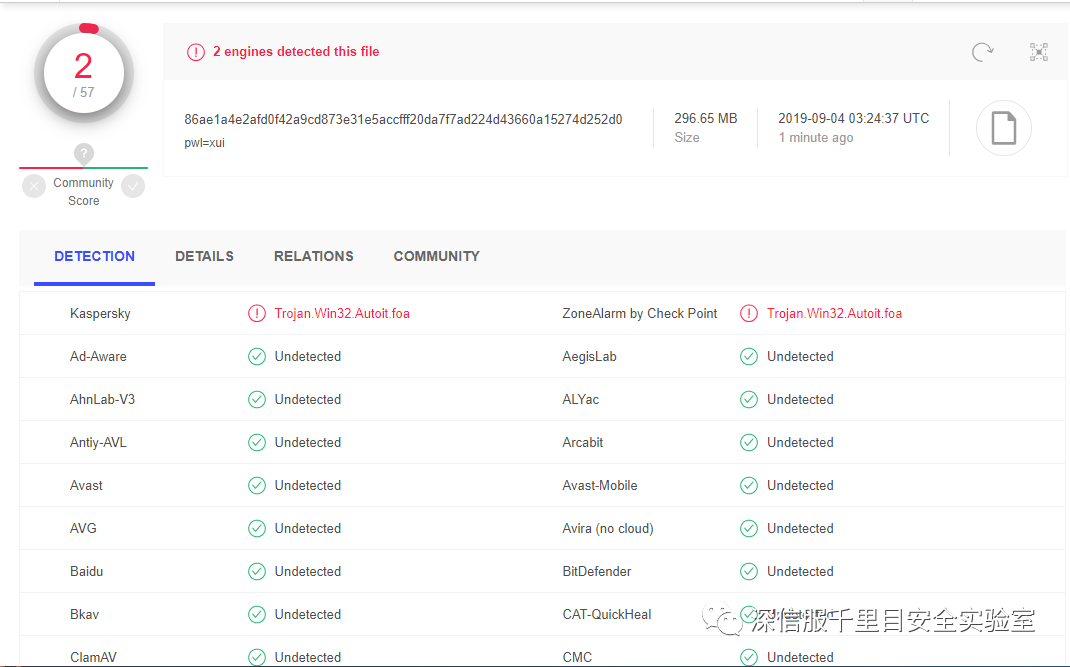 2
/ 57
?
Community
Score
2 engines detected this file
86ae1a4e2afd0f42a9cd873e31e5accfff20da7f7ad224d43660a15274d252d0
pwl=xui
296.65 MB
Size
2019-09-04 03:24:37 UTC
1 minute ago
DETECTION DETAILS RELATIONS COMMUNITY
Kaspersky Trojan.Win32.Autoit.foa ZoneAlarm by Check Point Trojan.Win32.Autoit.foa
Ad-Aware Undetected AegisLab Undetected
AhnLab-V3 Undetected ALYac Undetected
Antiy-AVL Undetected Arcabit Undetected
Avast Undetected Avast-Mobile Undetected
AVG Undetected Avira (no cloud) Undetected
Baidu Undetected BitDefender Undetected
Bkav Undetected CAT-QuickHeal
深信服千里目安全实验室
ClamAV Undetected CMC Undetected